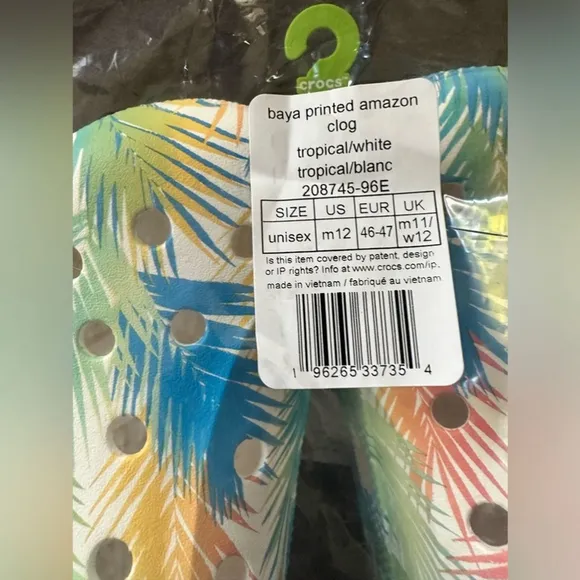 crocs™
baya printed amazon
clog
tropical/white
tropical/blanc
208745-96E
SIZE US EUR UK
unisex m12 46-47 m11/
w12
Is this item covered by patent, design
or IP rights? Info at www.crocs.com/ip.
made in vietnam / fabriqué au vietnam
1 96265 33735 4